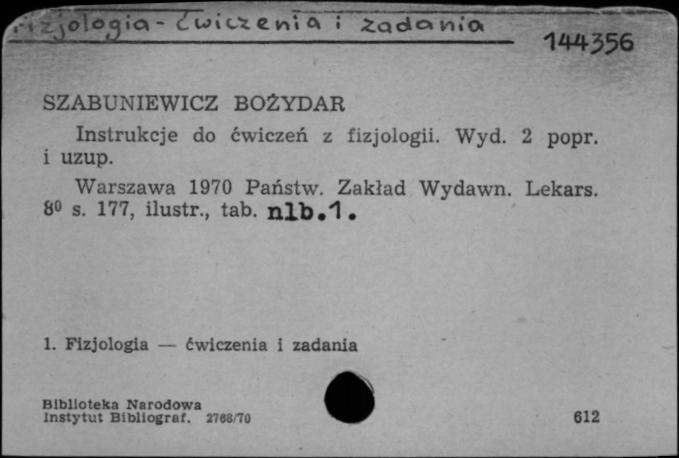 Fizjologia - ćwiczenia i zadania
144356
SZABUNIEWICZ BOŻYDAR
Instrukcje do ćwiczeń z fizjologii. Wyd. 2 popr.
i uzup.
Warszawa 1970 Państw. Zakład Wydawn. Lekars.
8⁰ s. 177, ilustr., tab. nlb.1.
1. Fizjologia — ćwiczenia i zadania
Biblioteka Narodowa
Instytut Bibliograf. 2768/70
612